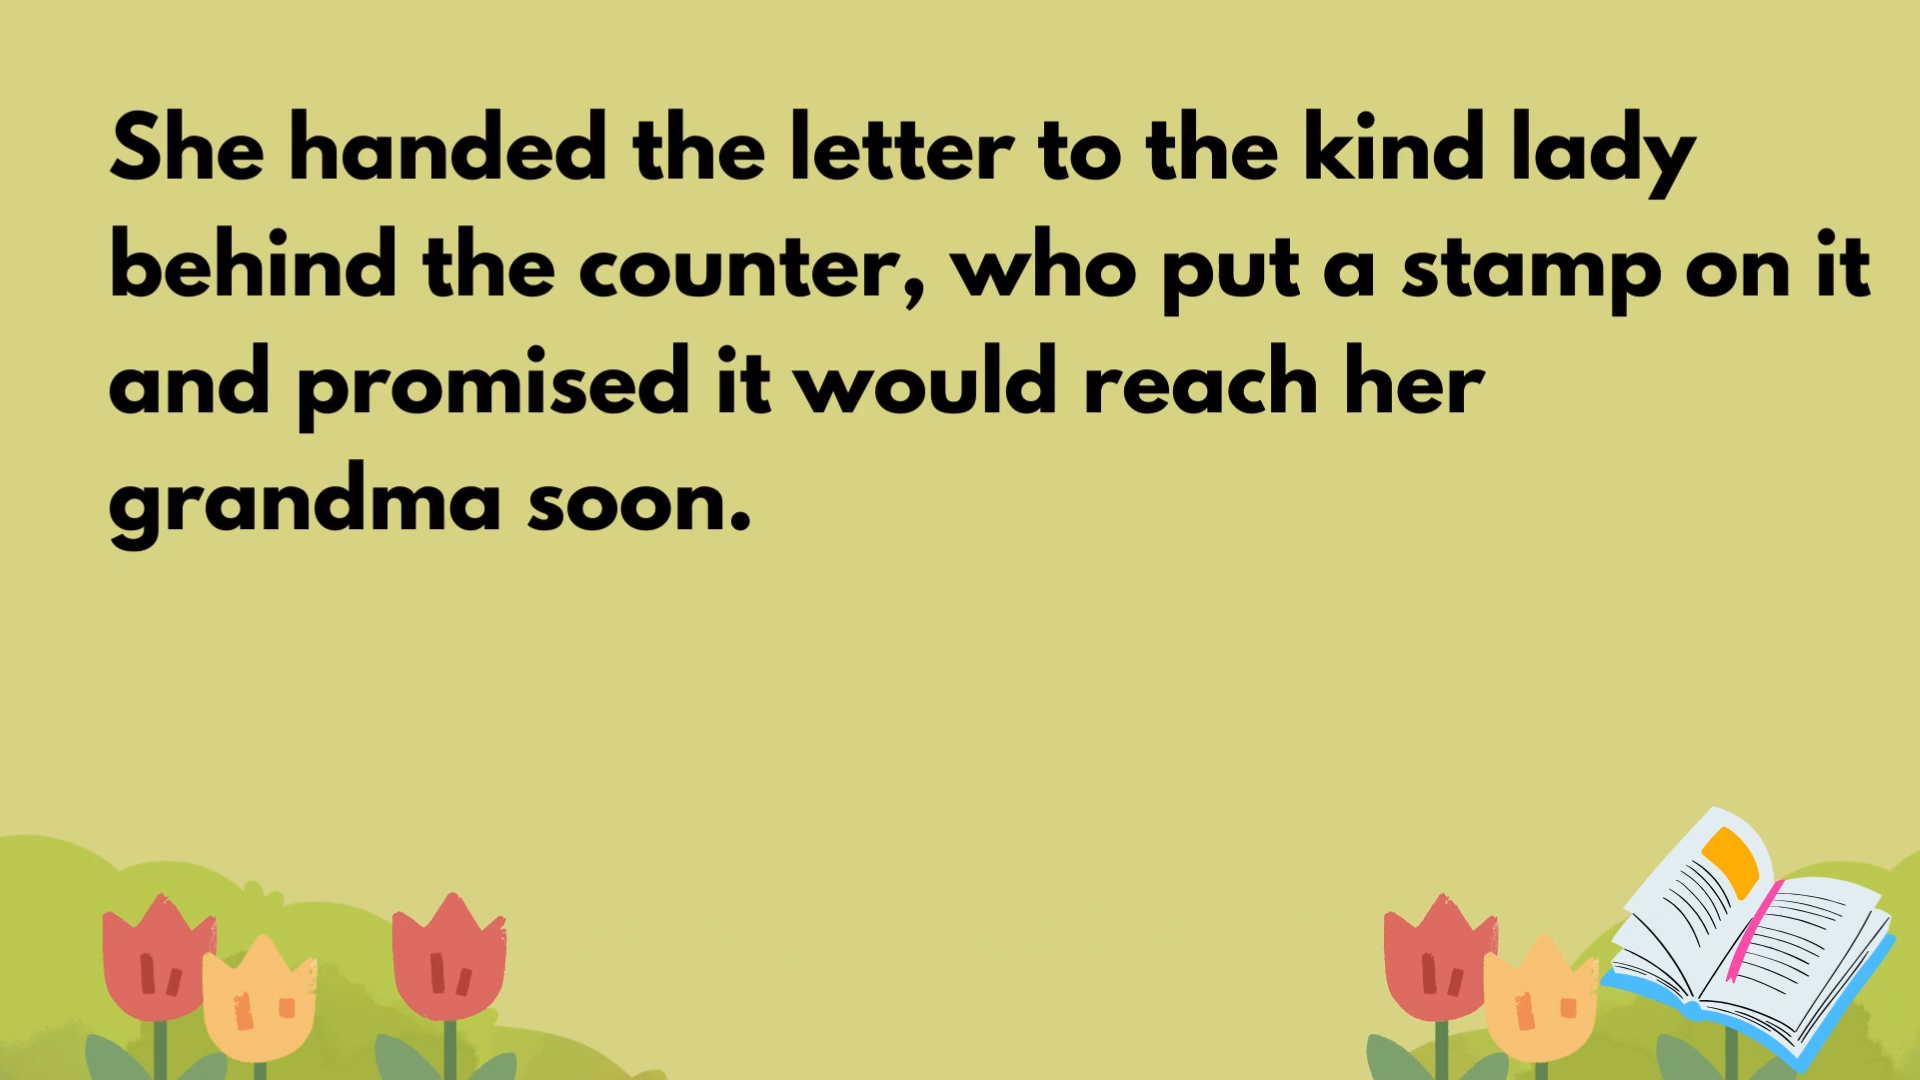 She handed the letter to the kind lady
behind the counter, who put a stamp on it
and promised it would reach her
grandma soon.